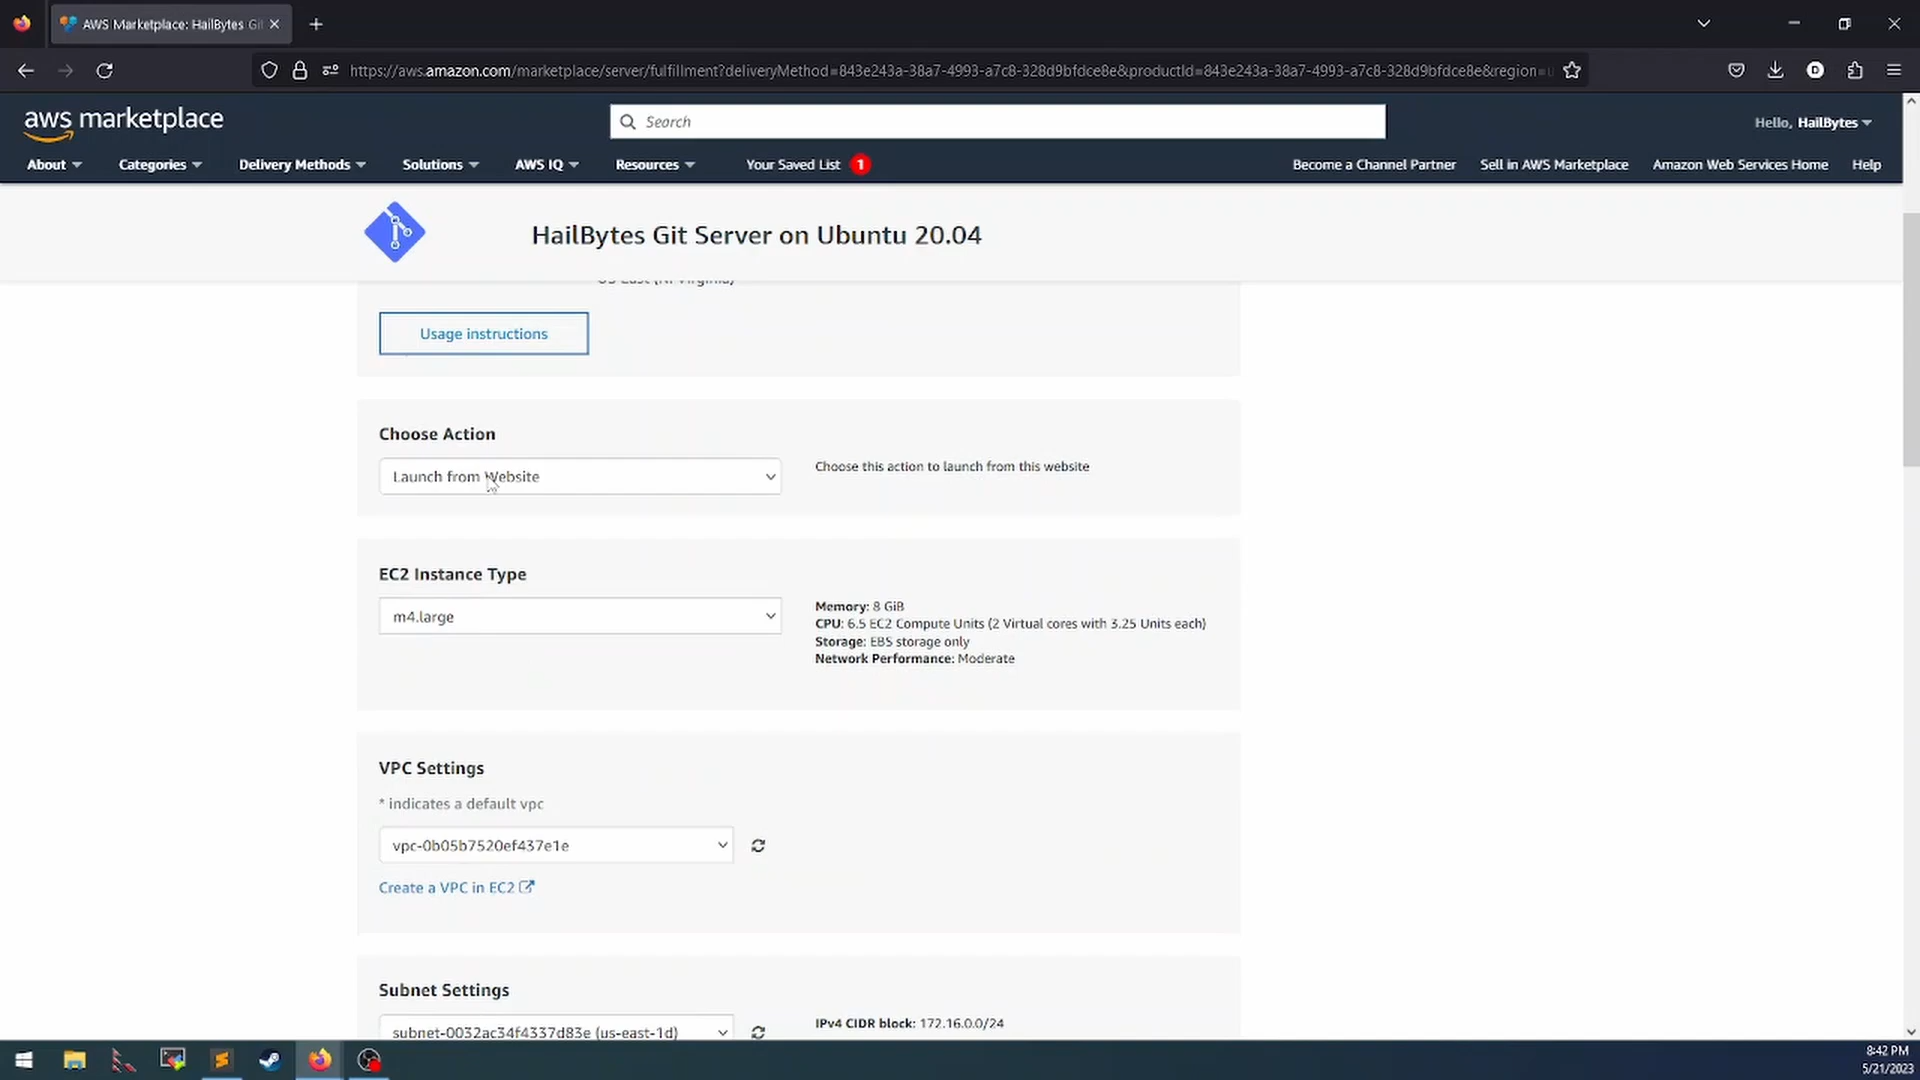 AWS Marketplace: HailBytes Git
https://aws.amazon.com/marketplace/server/fulfillment?deliveryMethod=843e243a-38a7-4993-a7c8-328d9bfdce8e&productId=843e243a-38a7-4993-a7c8-328d9bfdce8e&region=u
D
aws marketplace
Search
Hello, HailBytes
About Categories Delivery Methods Solutions AWS IQ Resources Your Saved List 1 Become a Channel Partner Sell in AWS Marketplace Amazon Web Services Home Help
HailBytes Git Server on Ubuntu 20.04
US East (N. Virginia)
Usage instructions
Choose Action
Launch from Website
Choose this action to launch from this website
EC2 Instance Type
m4.large
Memory: 8 GiB
CPU: 6.5 EC2 Compute Units (2 Virtual cores with 3.25 Units each)
Storage: EBS storage only
Network Performance: Moderate
VPC Settings
* indicates a default vpc
vpc-0b05b7520ef437e1e
Create a VPC in EC2
Subnet Settings
subnet-0032ac34f4337d83e (us-east-1d)
IPv4 CIDR block: 172.16.0.0/24
8:42 PM
5/21/2023